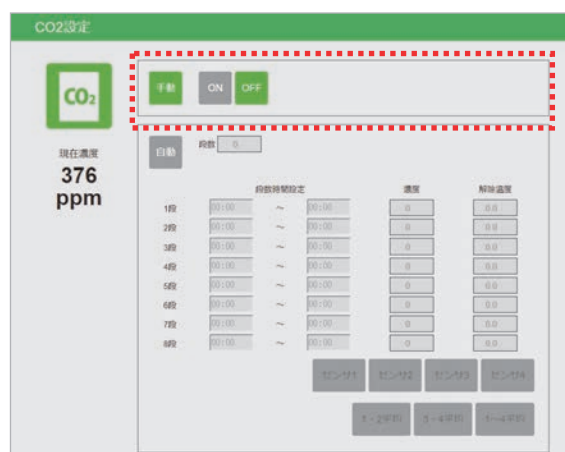 CO2設定
手動 ON OFF
CO2
現在濃度
376
ppm
自動 段数 0
段数時間設定 濃度 解除温度
1段 00:00 ～ 00:00 0 0.0
2段 00:00 ～ 00:00 0 0.0
3段 00:00 ～ 00:00 0 0.0
4段 00:00 ～ 00:00 0 0.0
5段 00:00 ～ 00:00 0 0.0
6段 00:00 ～ 00:00 0 0.0
7段 00:00 ～ 00:00 0 0.0
8段 00:00 ～ 00:00 0 0.0
センサ1 センサ2 センサ3 センサ4